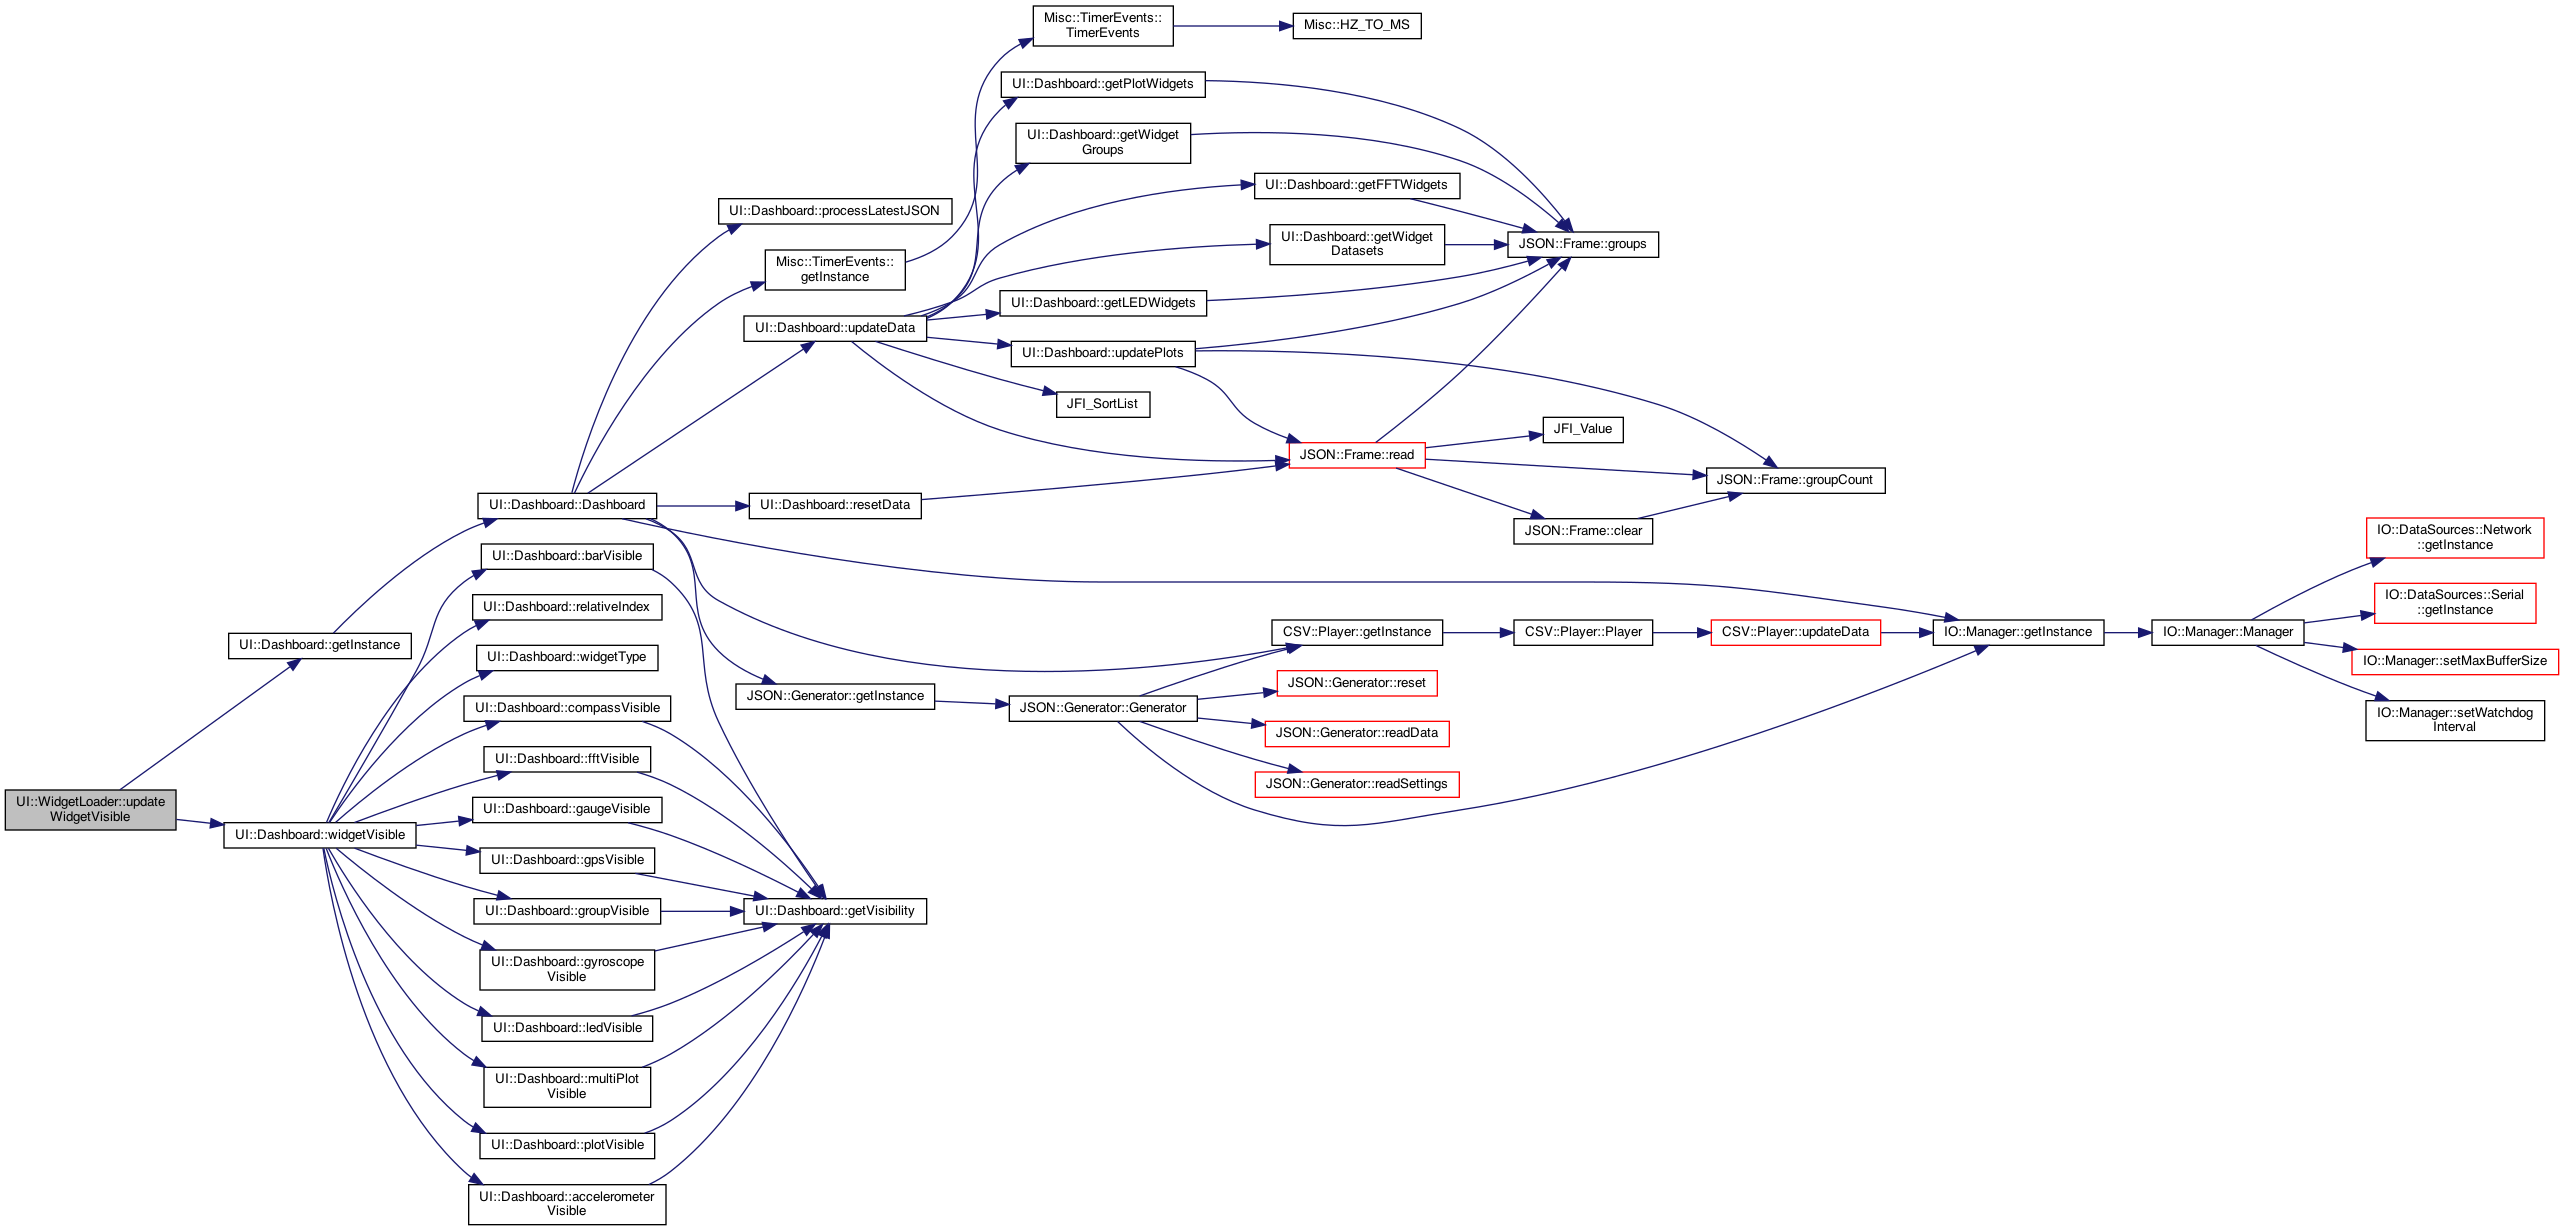 UI::WidgetLoader::update
WidgetVisible
UI::Dashboard::getInstance
UI::Dashboard::widgetVisible
UI::Dashboard::Dashboard
UI::Dashboard::barVisible
UI::Dashboard::relativeIndex
UI::Dashboard::widgetType
UI::Dashboard::compassVisible
UI::Dashboard::fftVisible
UI::Dashboard::gaugeVisible
UI::Dashboard::gpsVisible
UI::Dashboard::groupVisible
UI::Dashboard::gyroscope
Visible
UI::Dashboard::ledVisible
UI::Dashboard::multiPlot
Visible
UI::Dashboard::plotVisible
UI::Dashboard::accelerometer
Visible
UI::Dashboard::processLatestJSON
Misc::TimerEvents::
getInstance
UI::Dashboard::updateData
UI::Dashboard::resetData
JSON::Generator::getInstance
UI::Dashboard::getVisibility
Misc::TimerEvents::
TimerEvents
UI::Dashboard::getPlotWidgets
UI::Dashboard::getWidget
Groups
UI::Dashboard::getLEDWidgets
UI::Dashboard::updatePlots
JFI_SortList
JSON::Generator::Generator
Misc::HZ_TO_MS
UI::Dashboard::getFFTWidgets
UI::Dashboard::getWidget
Datasets
JSON::Frame::read
CSV::Player::getInstance
JSON::Generator::reset
JSON::Generator::readData
JSON::Generator::readSettings
JSON::Frame::groups
JFI_Value
JSON::Frame::clear
CSV::Player::Player
JSON::Frame::groupCount
CSV::Player::updateData
IO::Manager::getInstance
IO::Manager::Manager
IO::DataSources::Network
::getInstance
IO::DataSources::Serial
::getInstance
IO::Manager::setMaxBufferSize
IO::Manager::setWatchdog
Interval